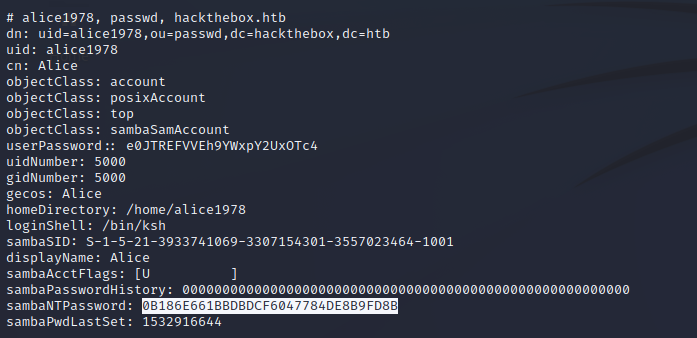 # alice1978, passwd, hackthebox.htb
dn: uid=alice1978,ou=passwd,dc=hackthebox,dc=htb
uid: alice1978
cn: Alice
objectClass: account
objectClass: posixAccount
objectClass: top
objectClass: sambaSamAccount
userPassword:: e0JTREFVVEh9YWxpY2UxOTc4
uidNumber: 5000
gidNumber: 5000
gecos: Alice
homeDirectory: /home/alice1978
loginShell: /bin/ksh
sambaSID: S-1-5-21-3933741069-3307154301-3557023464-1001
displayName: Alice
sambaAcctFlags: [U          ]
sambaPasswordHistory: 00000000000000000000000000000000000000000000000000000000
sambaNTPassword: 0B186E661BBDBDCF6047784DE8B9FD8B
sambaPwdLastSet: 1532916644